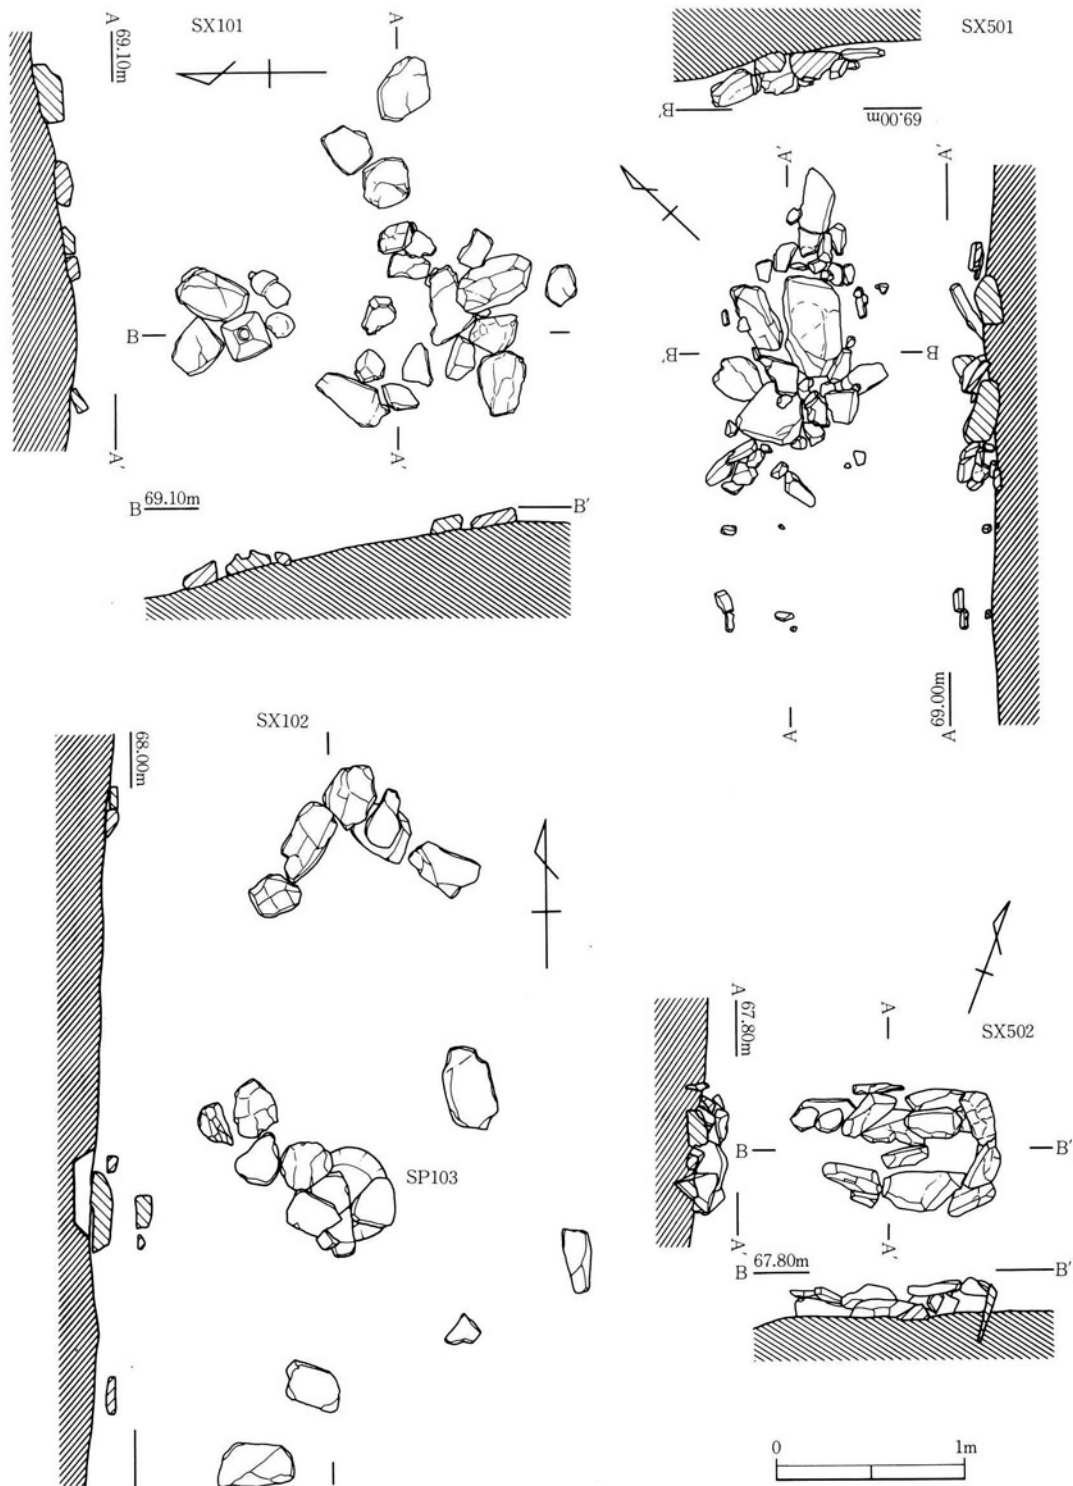 SX101
A
69.10m
A
B
A'
A'
B 69.10m B'
SX501
B'
69.00m
A'
A'
B'
B
A
A
69.00m
SX102
68.00m
SP103
SX502
A
67.80m
A
B
B'
A'
A'
B 67.80m B'
0 1m